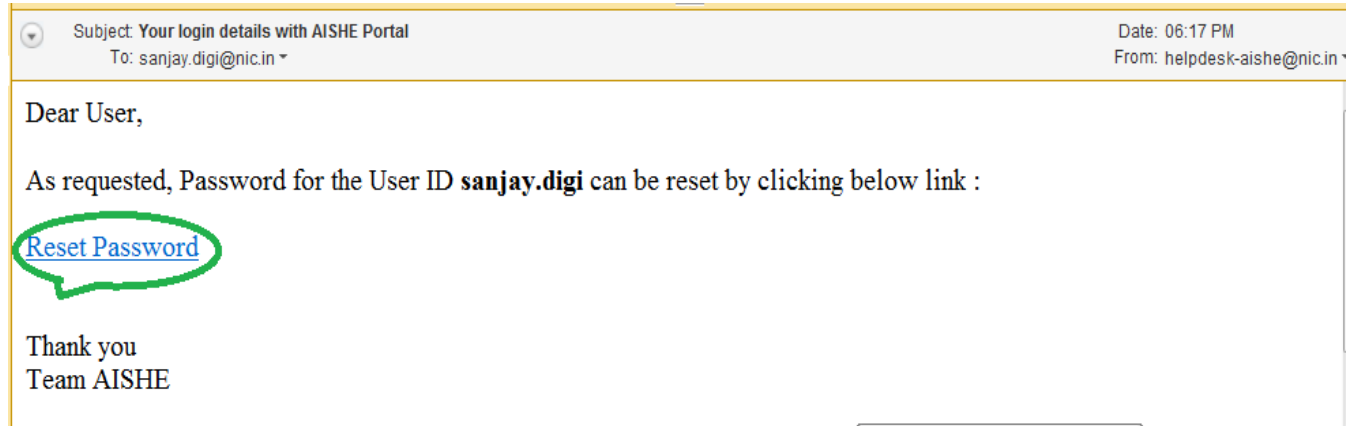 Subject: Your login details with AISHE Portal
To: sanjay.digi@nic.in
Date: 06:17 PM
From: helpdesk-aishe@nic.in
Dear User,
As requested, Password for the User ID sanjay.digi can be reset by clicking below link :
Reset Password
Thank you
Team AISHE